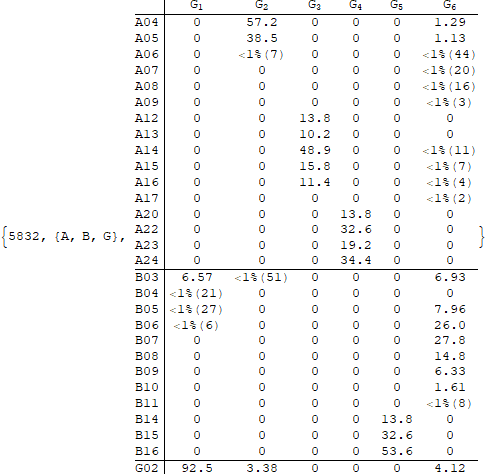 G₁ G₂ G₃ G₄ G₅ G₆
A04 0 57.2 0 0 0 1.29
A05 0 38.5 0 0 0 1.13
A06 0 <1%(7) 0 0 0 <1%(44)
A07 0 0 0 0 0 <1%(20)
A08 0 0 0 0 0 <1%(16)
A09 0 0 0 0 0 <1%(3)
A12 0 0 13.8 0 0 0
A13 0 0 10.2 0 0 0
A14 0 0 48.9 0 0 <1%(11)
A15 0 0 15.8 0 0 <1%(7)
A16 0 0 11.4 0 0 <1%(4)
A17 0 0 0 0 0 <1%(2)
A20 0 0 0 13.8 0 0
A22 0 0 0 32.6 0 0
{5832, {A, B, G}, A23 0 0 0 19.2 0 0 }
A24 0 0 0 34.4 0 0
B03 6.57 <1%(51) 0 0 0 6.93
B04 <1%(21) 0 0 0 0 0
B05 <1%(27) 0 0 0 0 7.96
B06 <1%(6) 0 0 0 0 26.0
B07 0 0 0 0 0 27.8
B08 0 0 0 0 0 14.8
B09 0 0 0 0 0 6.33
B10 0 0 0 0 0 1.61
B11 0 0 0 0 0 <1%(8)
B14 0 0 0 0 13.8 0
B15 0 0 0 0 32.6 0
B16 0 0 0 0 53.6 0
G02 92.5 3.38 0 0 0 4.12